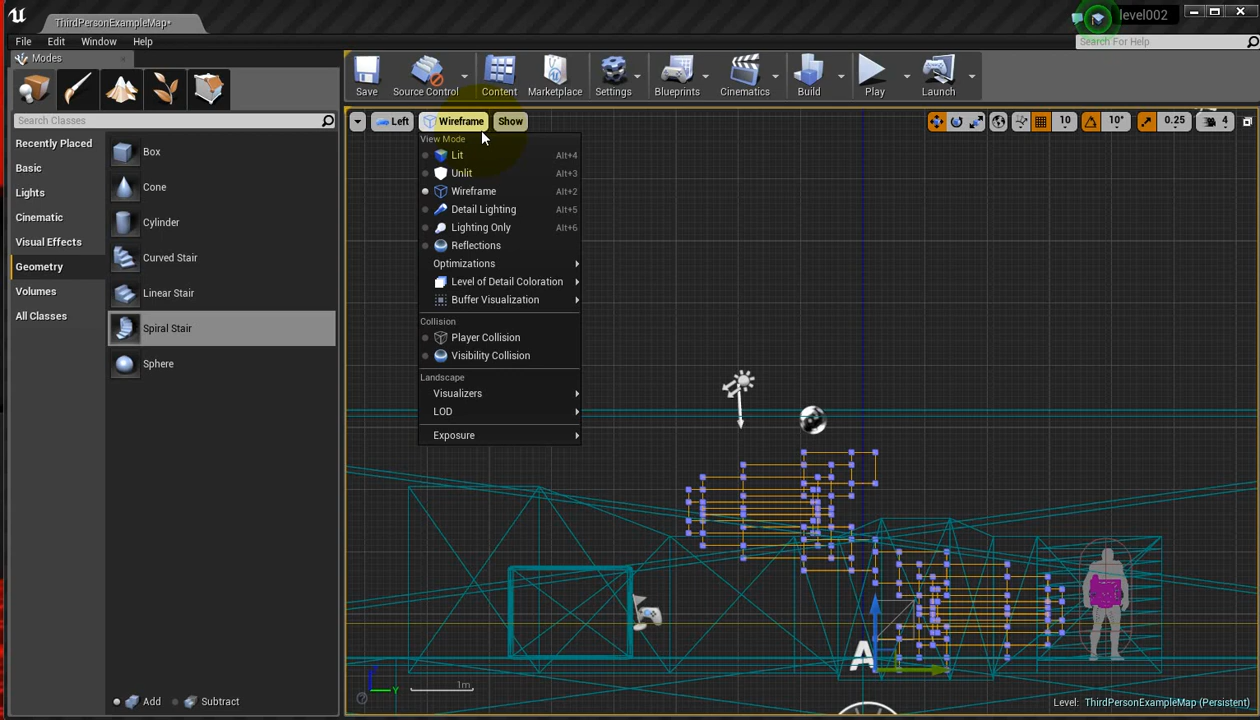 ThirdPersonExampleMap*
level002
File Edit Window Help
Search For Help
Modes
Save
Source Control
Content
Marketplace
Settings
Blueprints
Cinematics
Build
Play
Launch
Search Classes
Left
Wireframe
Show
10
10°
0.25
4
Recently Placed
Basic
Lights
Cinematic
Visual Effects
Geometry
Volumes
All Classes
Box
Cone
Cylinder
Curved Stair
Linear Stair
Spiral Stair
Sphere
View Mode
Lit Alt+4
Unlit Alt+3
Wireframe Alt+2
Detail Lighting Alt+5
Lighting Only Alt+6
Reflections
Optimizations
Level of Detail Coloration
Buffer Visualization
Collision
Player Collision
Visibility Collision
Landscape
Visualizers
LOD
Exposure
A
Y
1m
Add
Subtract
Level: ThirdPersonExampleMap (Persistent)